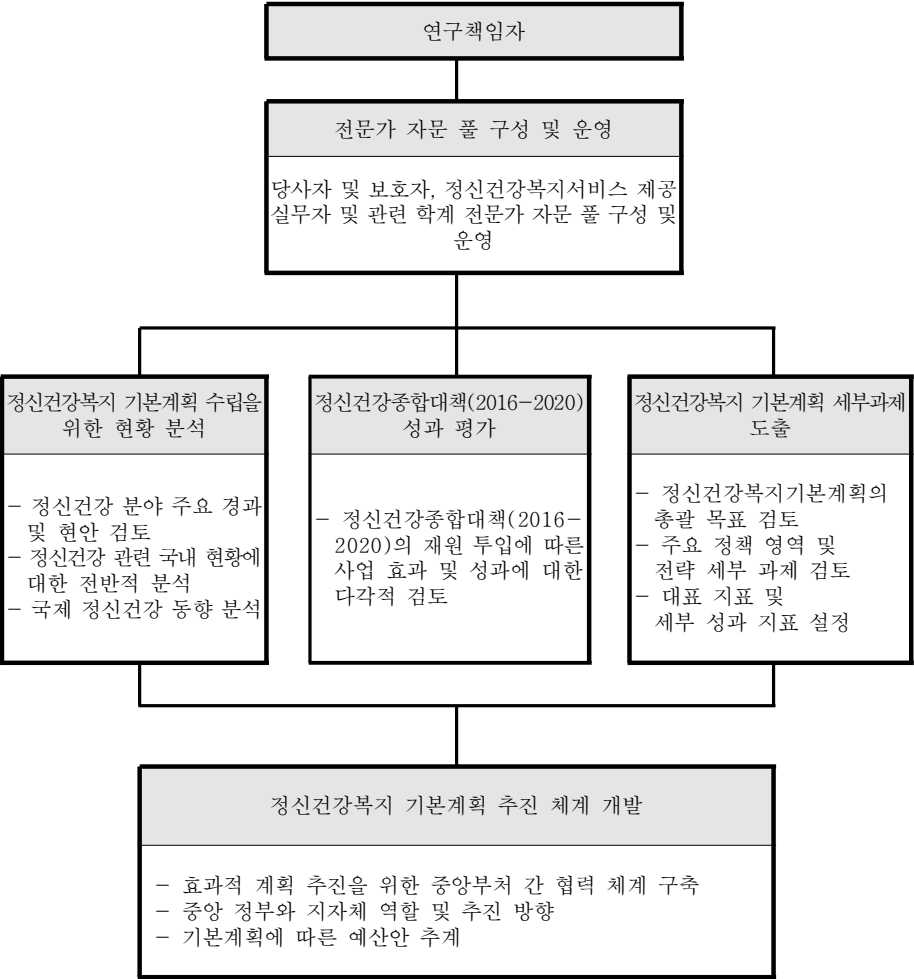 연구책임자
전문가 자문 풀 구성 및 운영
당사자 및 보호자, 정신건강복지서비스 제공
실무자 및 관련 학계 전문가 자문 풀 구성 및
운영
정신건강복지 기본계획 수립을
위한 현황 분석
- 정신건강 분야 주요 경과
및 현안 검토
- 정신건강 관련 국내 현황에
대한 전반적 분석
- 국제 정신건강 동향 분석
정신건강종합대책(2016-2020)
성과 평가
- 정신건강종합대책(2016-
2020)의 재원 투입에 따른
사업 효과 및 성과에 대한
다각적 검토
정신건강복지 기본계획 세부과제
도출
- 정신건강복지기본계획의
총괄 목표 검토
- 주요 정책 영역 및
전략 세부 과제 검토
- 대표 지표 및
세부 성과 지표 설정
정신건강복지 기본계획 추진 체계 개발
- 효과적 계획 추진을 위한 중앙부처 간 협력 체계 구축
- 중앙 정부와 지자체 역할 및 추진 방향
- 기본계획에 따른 예산안 추계